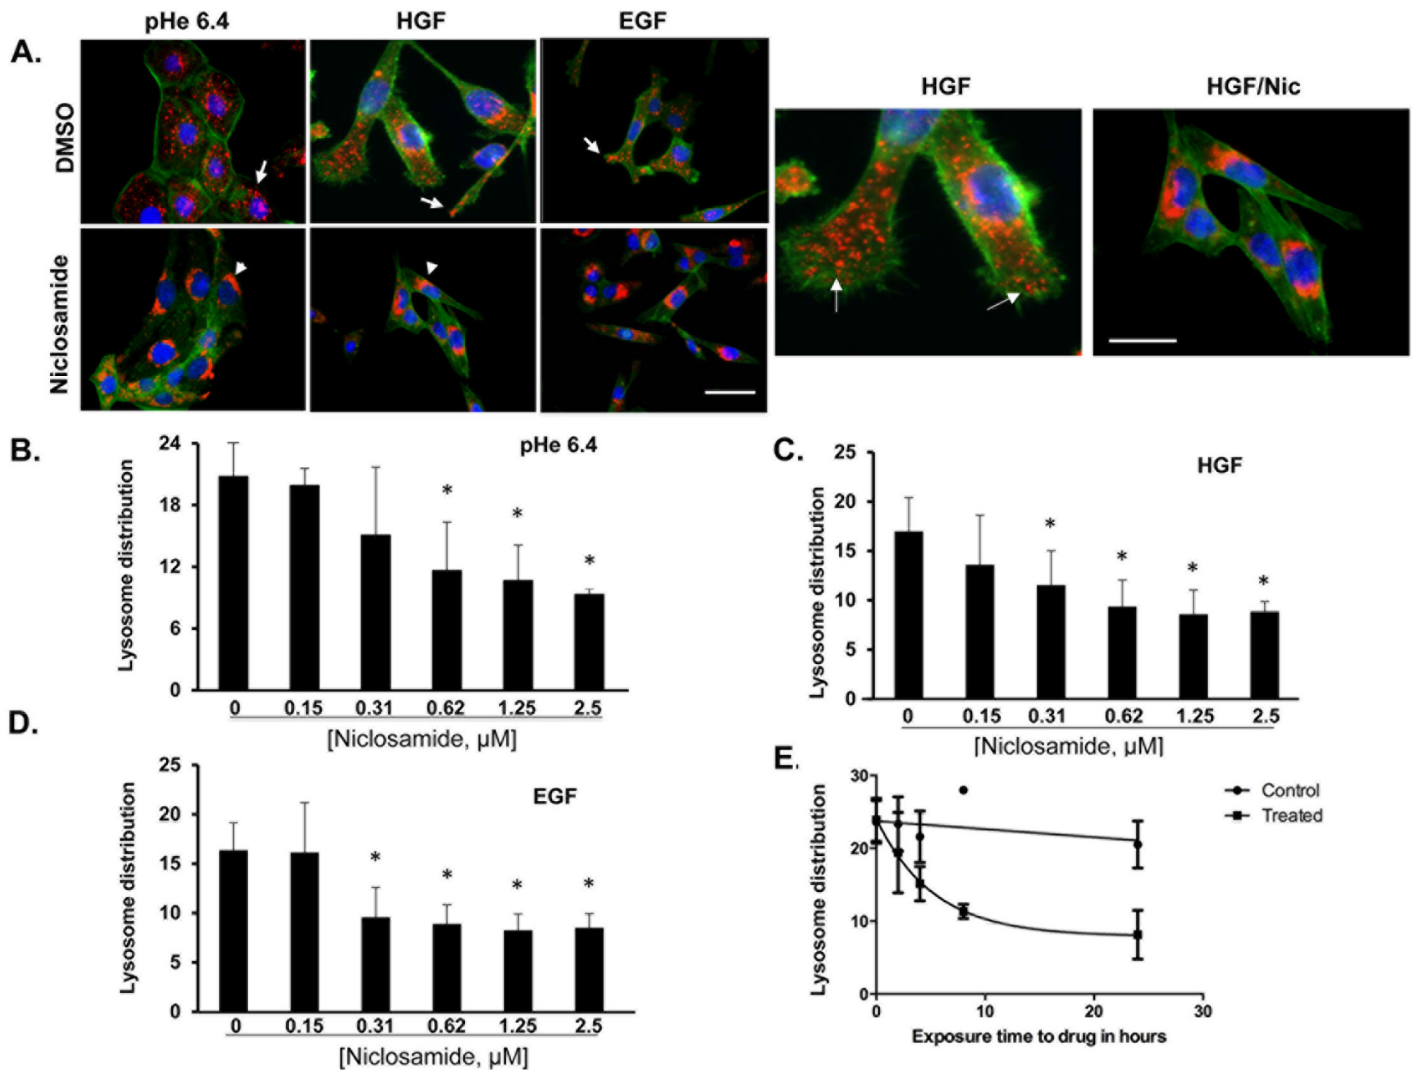 pHe 6.4 HGF EGF
A.
DMSO
Niclosamide
HGF HGF/Nic
B.
pHe 6.4
Lysosome distribution
24
18
12
6
0
0 0.15 0.31 0.62 1.25 2.5
[Niclosamide, µM]
* * *
C.
HGF
Lysosome distribution
25
20
15
10
5
0
0 0.15 0.31 0.62 1.25 2.5
[Niclosamide, µM]
* * * *
D.
EGF
Lysosome distribution
25
20
15
10
5
0
0 0.15 0.31 0.62 1.25 2.5
[Niclosamide, µM]
* * * *
E.
Control
Treated
Lysosome distribution
30
20
10
0
0 10 20 30
Exposure time to drug in hours